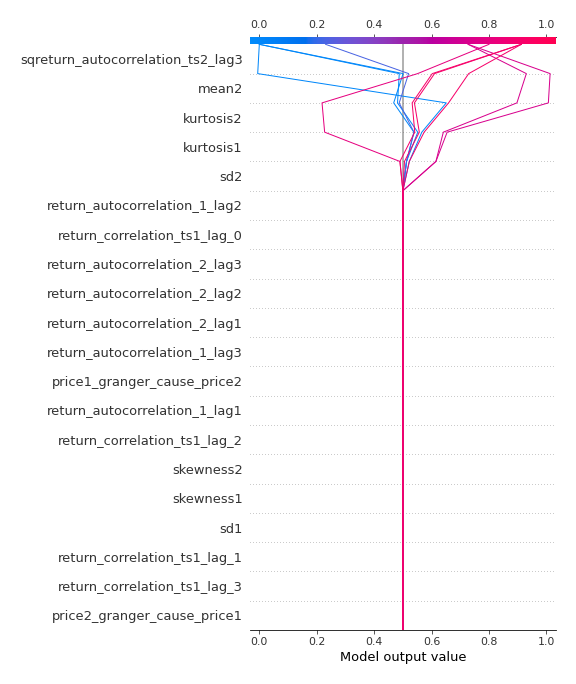 0.0 0.2 0.4 0.6 0.8 1.0
sqreturn_autocorrelation_ts2_lag3
mean2
kurtosis2
kurtosis1
sd2
return_autocorrelation_1_lag2
return_correlation_ts1_lag_0
return_autocorrelation_2_lag3
return_autocorrelation_2_lag2
return_autocorrelation_2_lag1
return_autocorrelation_1_lag3
price1_granger_cause_price2
return_autocorrelation_1_lag1
return_correlation_ts1_lag_2
skewness2
skewness1
sd1
return_correlation_ts1_lag_1
return_correlation_ts1_lag_3
price2_granger_cause_price1
0.0 0.2 0.4 0.6 0.8 1.0
Model output value